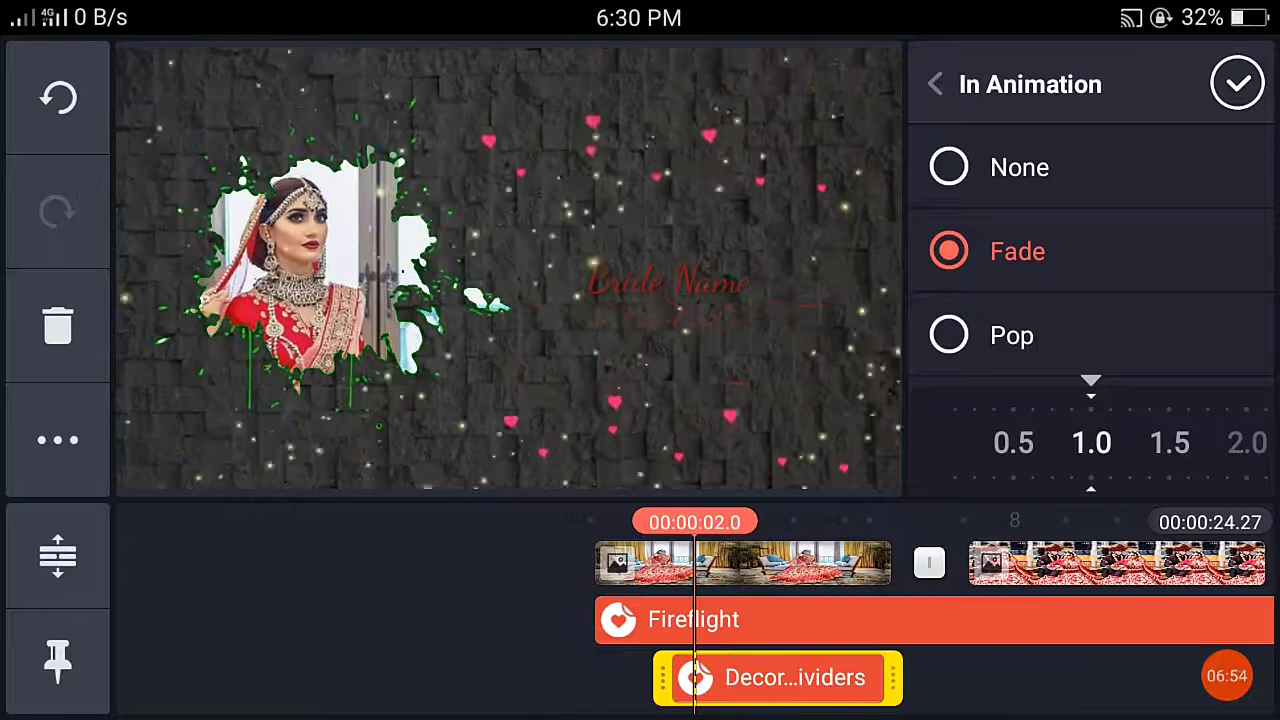 4G 0 B/s
6:30 PM
32%
In Animation
None
Fade
Pop
0.5 1.0 1.5 2.0
Bride Name
00:00:02.0
8
00:00:24.27
Fireflight
Decor...ividers
06:54